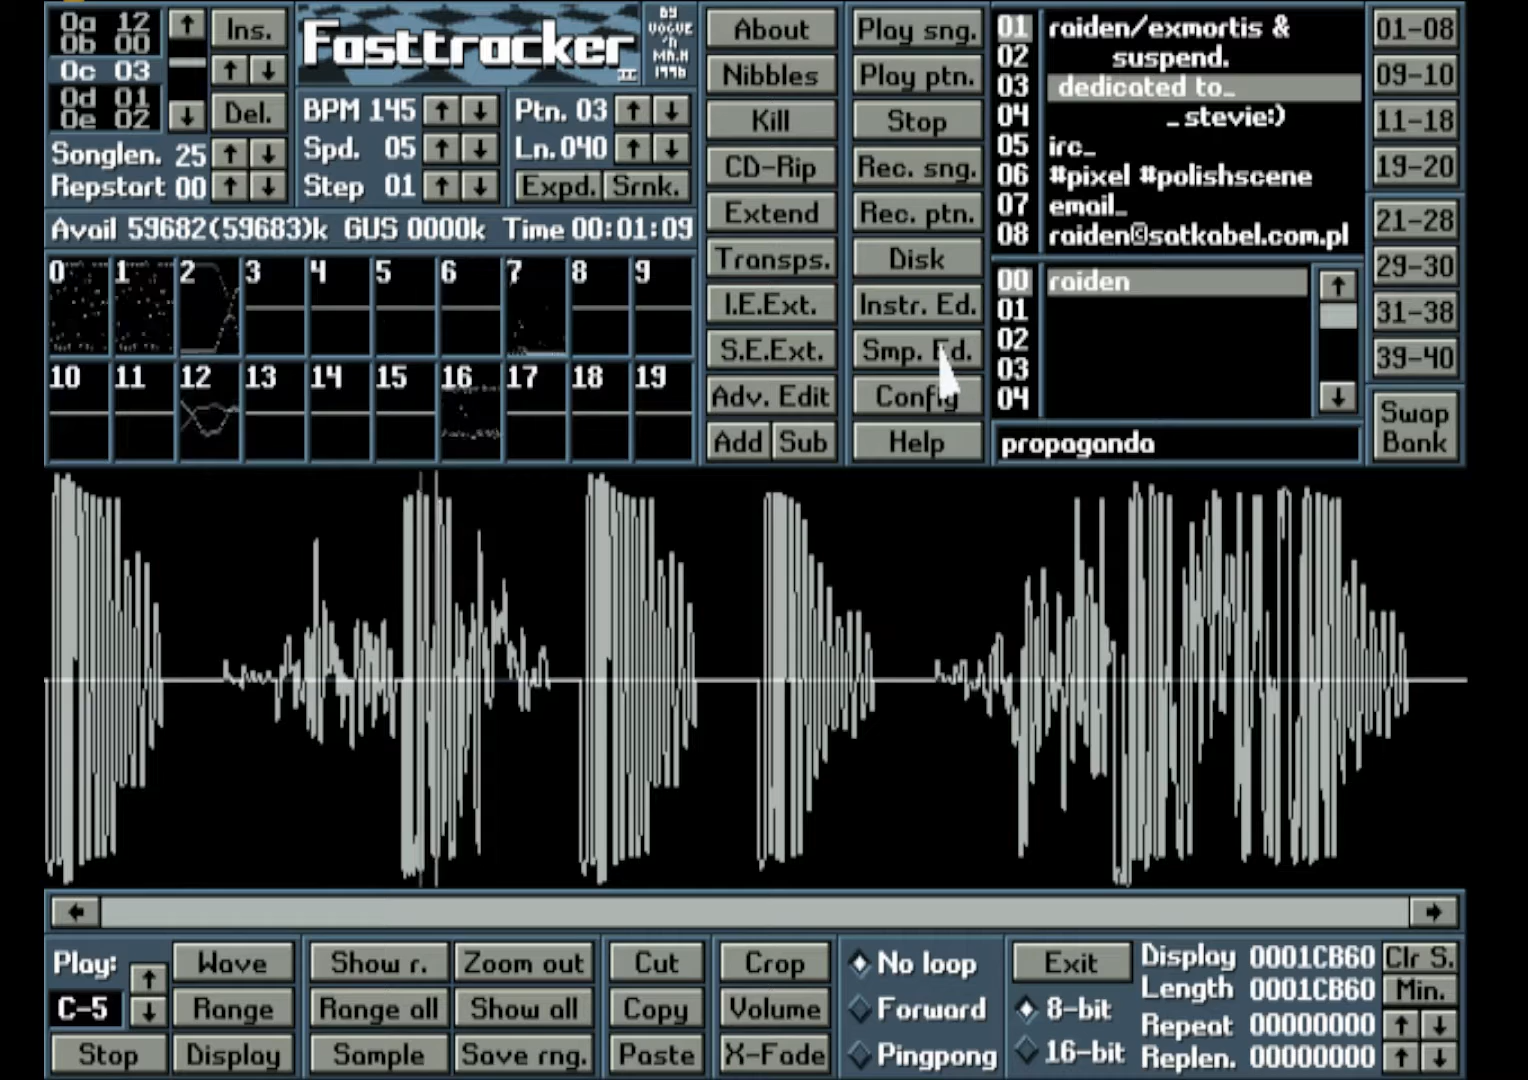 0a 12
0b 00
0c 03
0d 01
0e 02
Ins.
Del.
Songlen. 25
Repstart 00
Fasttracker II
BY VOGUE 'N MR.H 1996
BPM 145
Spd. 05
Step 01
Ptn. 03
Ln. 040
Expd. Srnk.
Avail 59682(59683)k GUS 0000k Time 00:01:09
0 1 2 3 4 5 6 7 8 9
10 11 12 13 14 15 16 17 18 19
About
Nibbles
Kill
CD-Rip
Extend
Transps.
I.E.Ext.
S.E.Ext.
Adv. Edit
Add Sub
Play sng.
Play ptn.
Stop
Rec. sng.
Rec. ptn.
Disk
Instr. Ed.
Smp. Ed.
Config
Help
01 raiden/exmortis &
02 suspend.
03 dedicated to_
04 _ stevie:)
05 irc_
06 #pixel #polishscene
07 email_
08 raiden@satkabel.com.pl
00 raiden
01
02
03
04
propaganda
01-08
09-10
11-18
19-20
21-28
29-30
31-38
39-40
Swap
Bank
Play:
C-5
Stop
Wave
Range
Display
Show r.
Range all
Sample
Zoom out
Show all
Save rng.
Cut
Copy
Paste
Crop
Volume
X-Fade
No loop
Forward
Pingpong
Exit
8-bit
16-bit
Display 0001CB60
Length 0001CB60
Repeat 00000000
Replen. 00000000
Clr S.
Min.